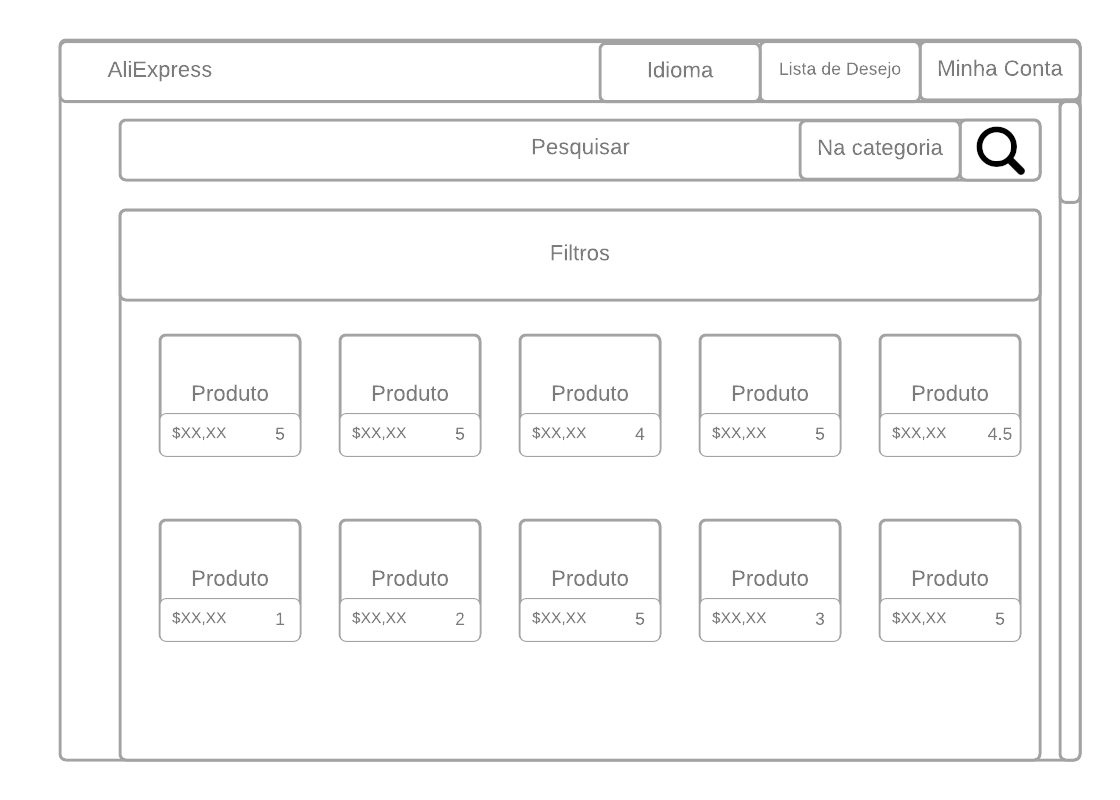 AliExpress
Idioma
Lista de Desejo
Minha Conta
Pesquisar
Na categoria
Filtros
Produto
$XX,XX 5
Produto
$XX,XX 5
Produto
$XX,XX 4
Produto
$XX,XX 5
Produto
$XX,XX 4.5
Produto
$XX,XX 1
Produto
$XX,XX 2
Produto
$XX,XX 5
Produto
$XX,XX 3
Produto
$XX,XX 5